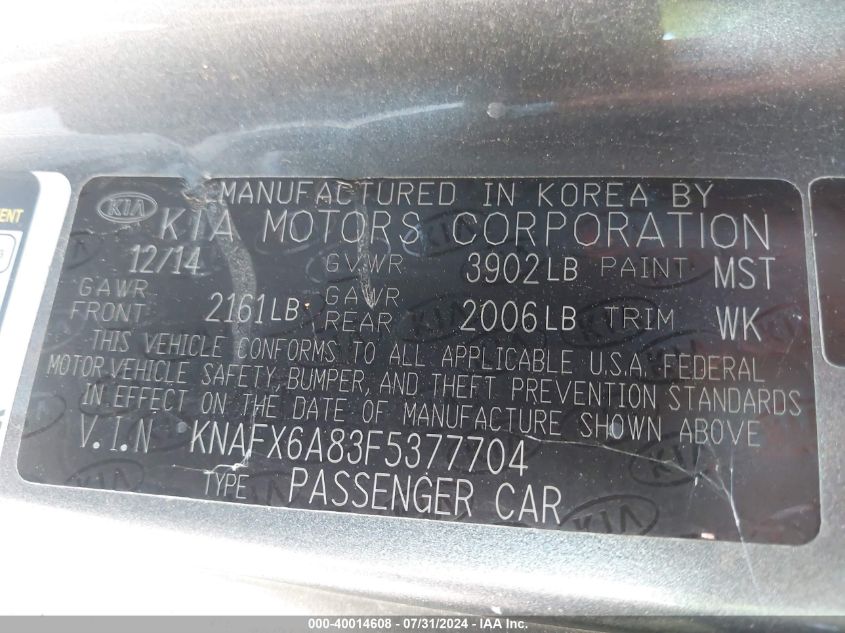 MANUFACTURED IN KOREA BY
KIA KIA MOTORS CORPORATION
12/14 GVWR 3902LB PAINT MST
GAWR FRONT 2161LB GAWR REAR 2006LB TRIM WK
THIS VEHICLE CONFORMS TO ALL APPLICABLE U.S.A. FEDERAL
MOTOR VEHICLE SAFETY, BUMPER, AND THEFT PREVENTION STANDARDS
IN EFFECT ON THE DATE OF MANUFACTURE SHOWN ABOVE
V.I.N KNAFX6A83F5377704
TYPE PASSENGER CAR
000-40014608 - 07/31/2024 - IAAI.